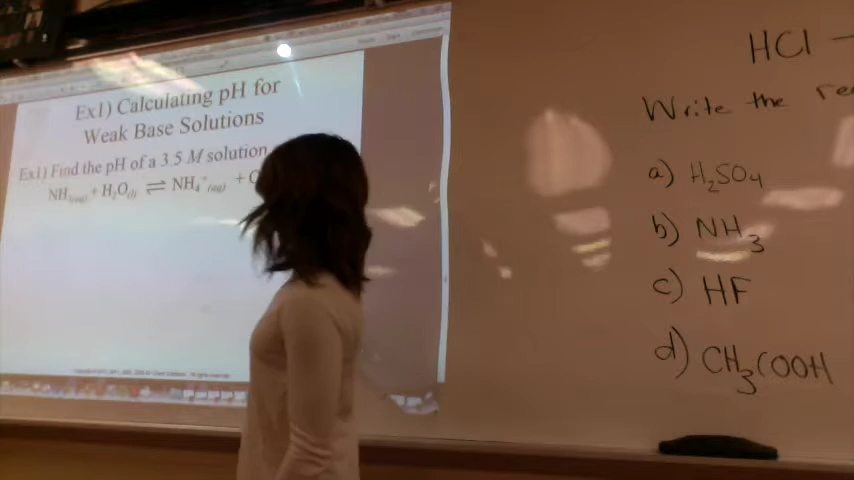 Ex1) Calculating pH for
Weak Base Solutions
Ex1) Find the pH of a 3.5 M solution
NH3(aq) + H2O(l) ⇌ NH4+(aq) +
HCl
Write the
a) H2SO4
b) NH3
c) HF
d) CH3COOH